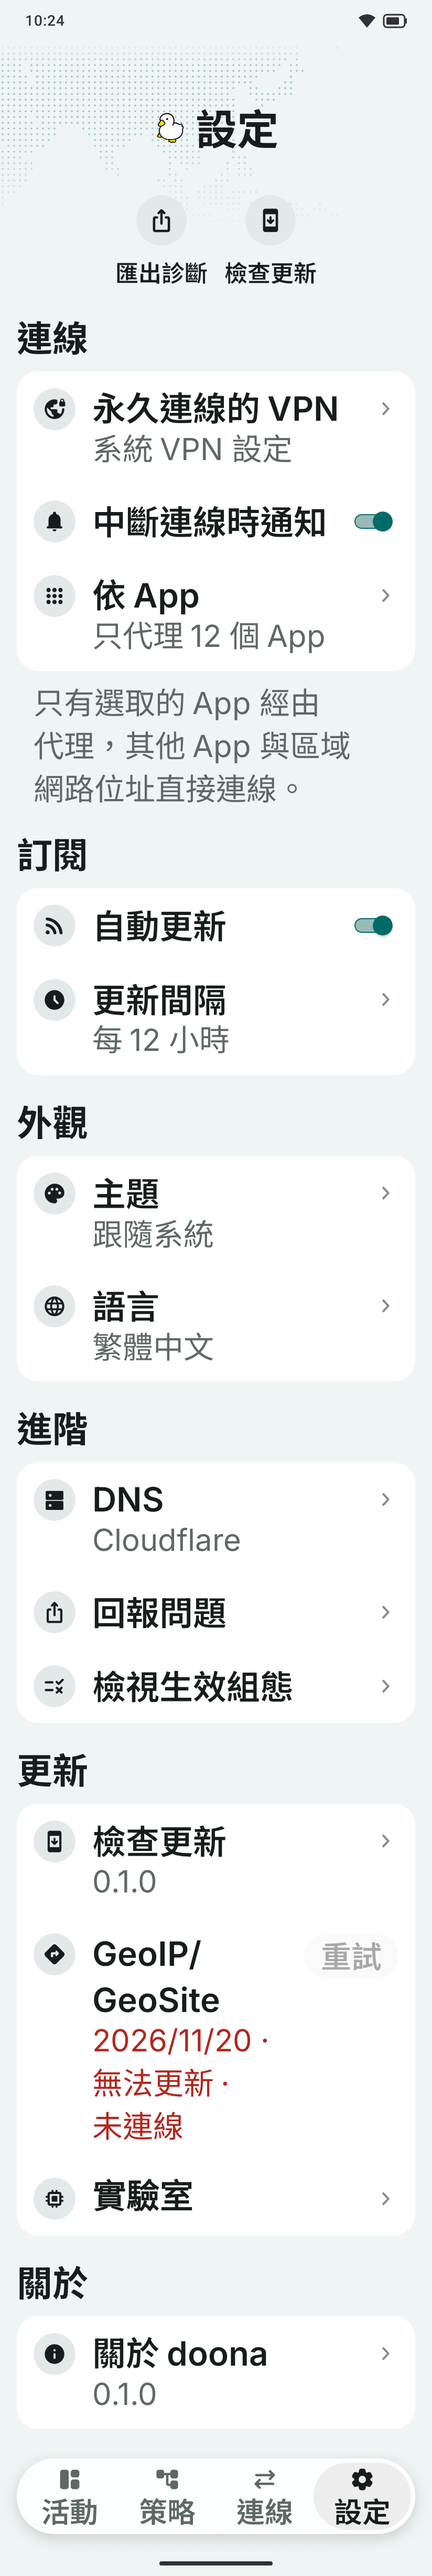 10:24
設定
匯出診斷 檢查更新
連線
永久連線的 VPN
系統 VPN 設定
中斷連線時通知
依 App
只代理 12 個 App
只有選取的 App 經由
代理，其他 App 與區域
網路位址直接連線。
訂閱
自動更新
更新間隔
每 12 小時
外觀
主題
跟隨系統
語言
繁體中文
進階
DNS
Cloudflare
回報問題
檢視生效組態
更新
檢查更新
0.1.0
GeoIP/
GeoSite
重試
2026/11/20 ·
無法更新 ·
未連線
實驗室
關於
關於 doona
0.1.0
活動 策略 連線 設定